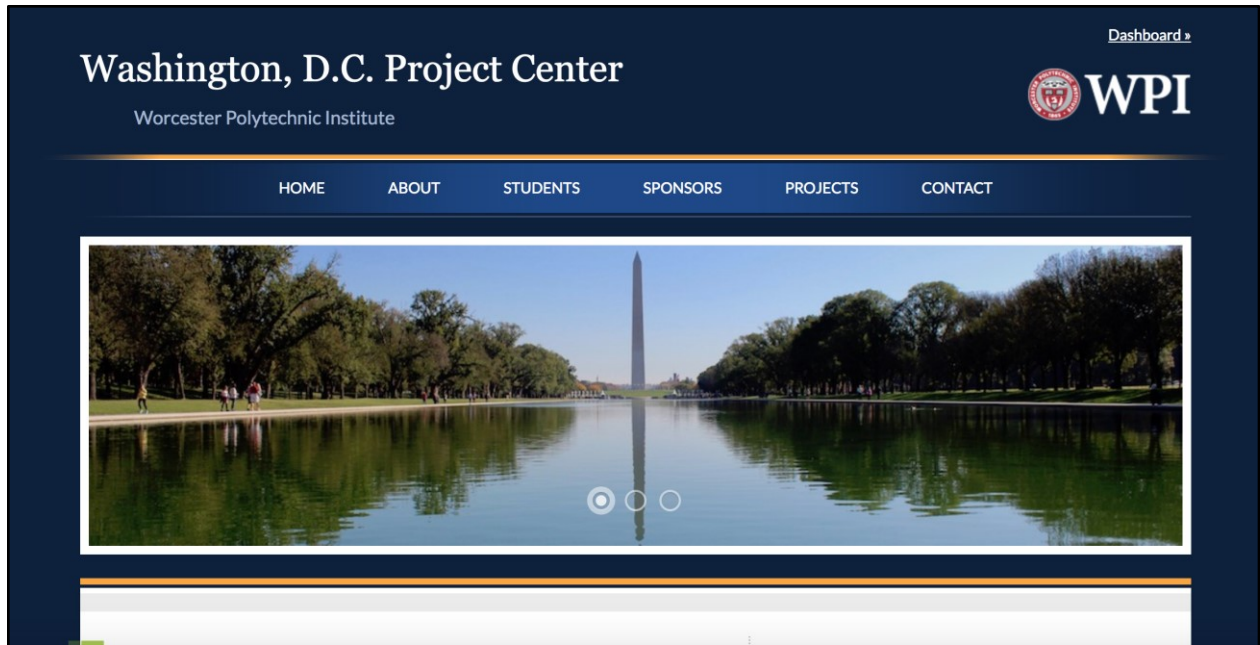 Dashboard »
Washington, D.C. Project Center
WPI
Worcester Polytechnic Institute
HOME ABOUT STUDENTS SPONSORS PROJECTS CONTACT